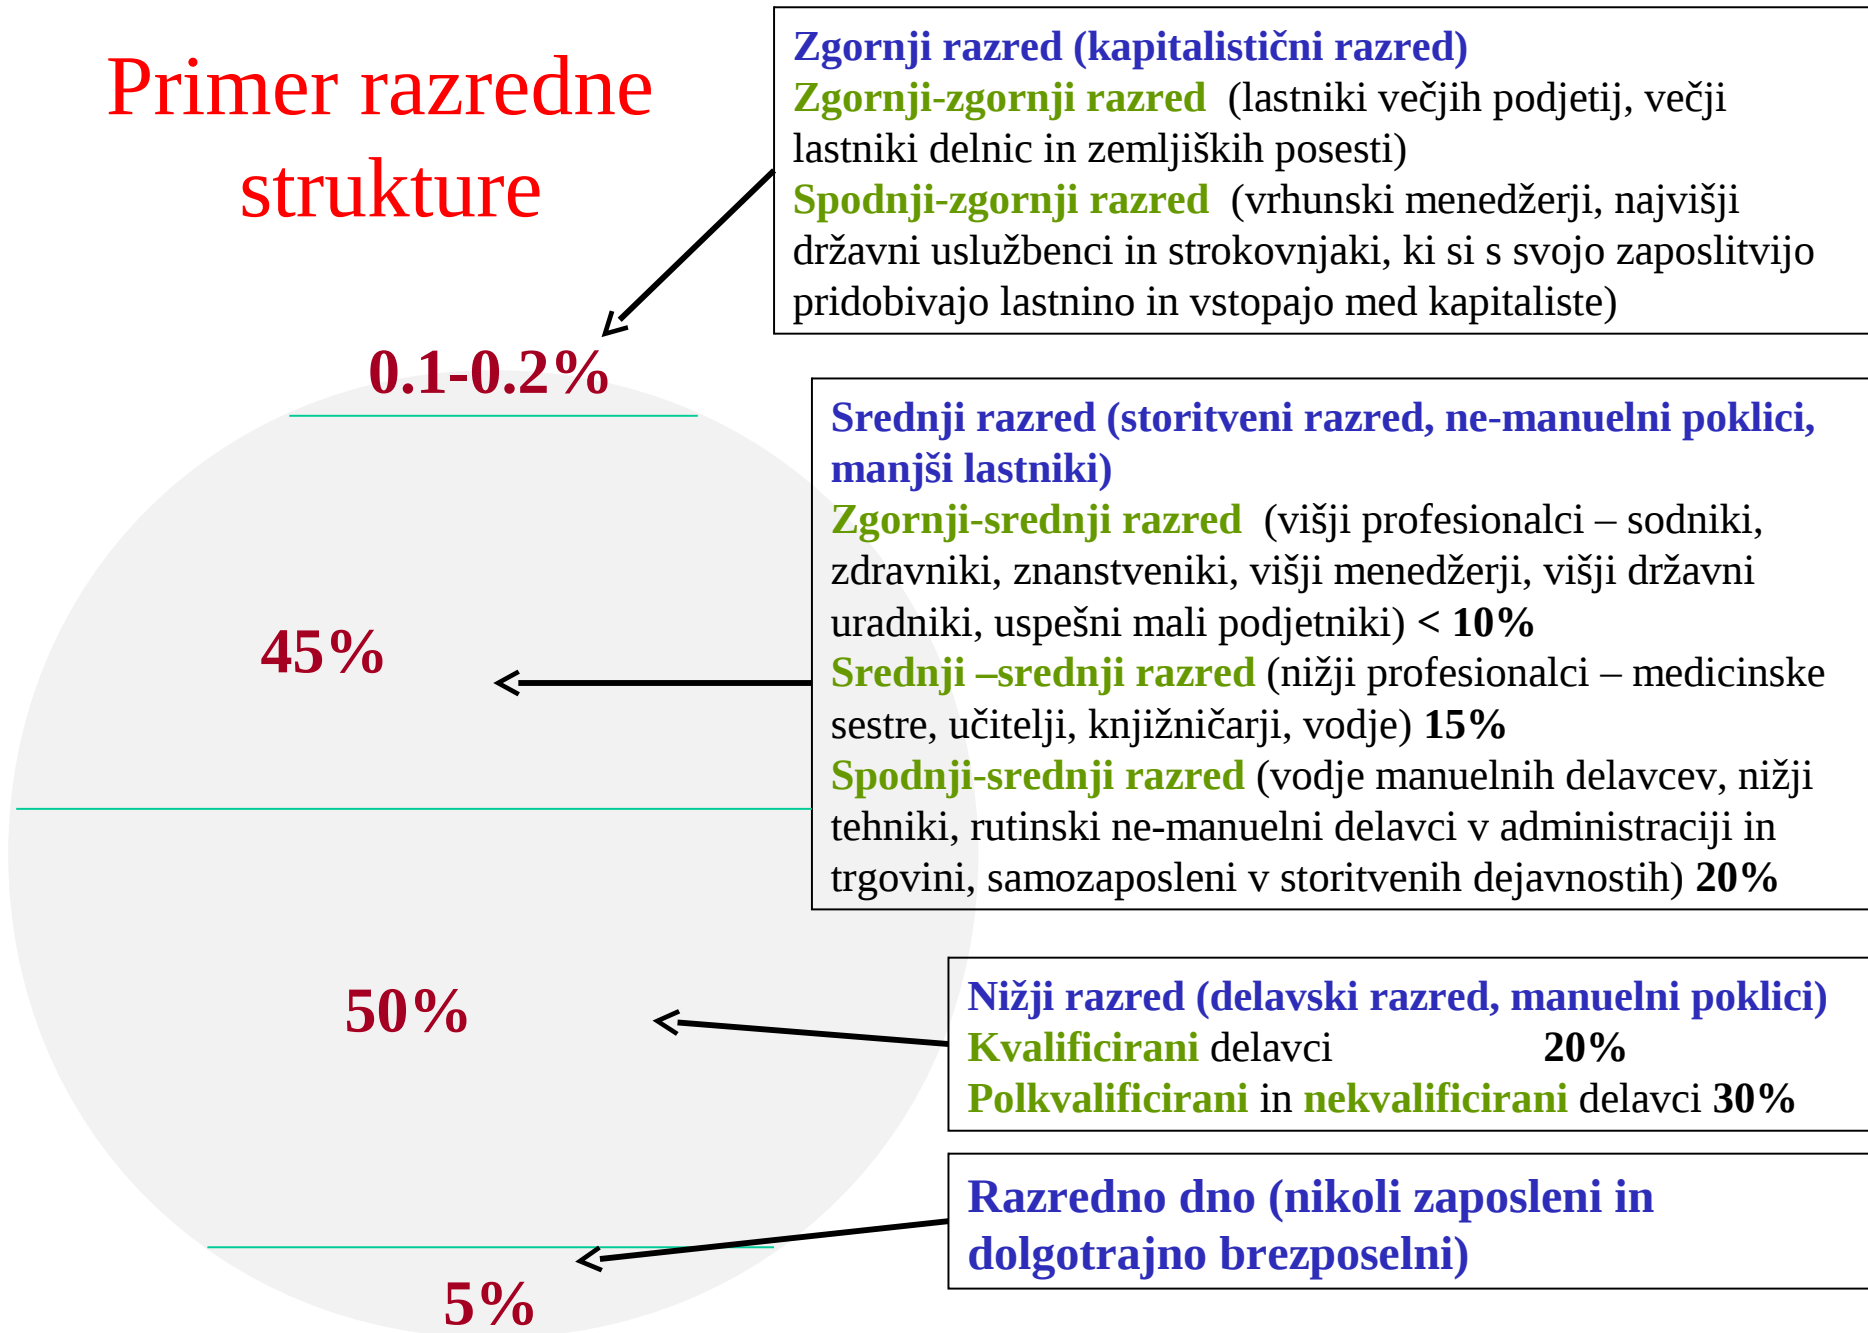 Primer razredne
strukture
Zgornji razred (kapitalistični razred)
Zgornji-zgornji razred (lastniki večjih podjetij, večji
lastniki delnic in zemljiških posesti)
Spodnji-zgornji razred (vrhunski menedžerji, najvišji
državni uslužbenci in strokovnjaki, ki si s svojo zaposlitvijo
pridobivajo lastnino in vstopajo med kapitaliste)
0.1-0.2%
Srednji razred (storitveni razred, ne-manuelni poklici,
manjši lastniki)
Zgornji-srednji razred (višji profesionalci – sodniki,
zdravniki, znanstveniki, višji menedžerji, višji državni
uradniki, uspešni mali podjetniki) < 10%
Srednji –srednji razred (nižji profesionalci – medicinske
sestre, učitelji, knjižničarji, vodje) 15%
Spodnji-srednji razred (vodje manuelnih delavcev, nižji
tehniki, rutinski ne-manuelni delavci v administraciji in
trgovini, samozaposleni v storitvenih dejavnostih) 20%
45%
Nižji razred (delavski razred, manuelni poklici)
Kvalificirani delavci 20%
Polkvalificirani in nekvalificirani delavci 30%
50%
Razredno dno (nikoli zaposleni in
dolgotrajno brezposelni)
5%